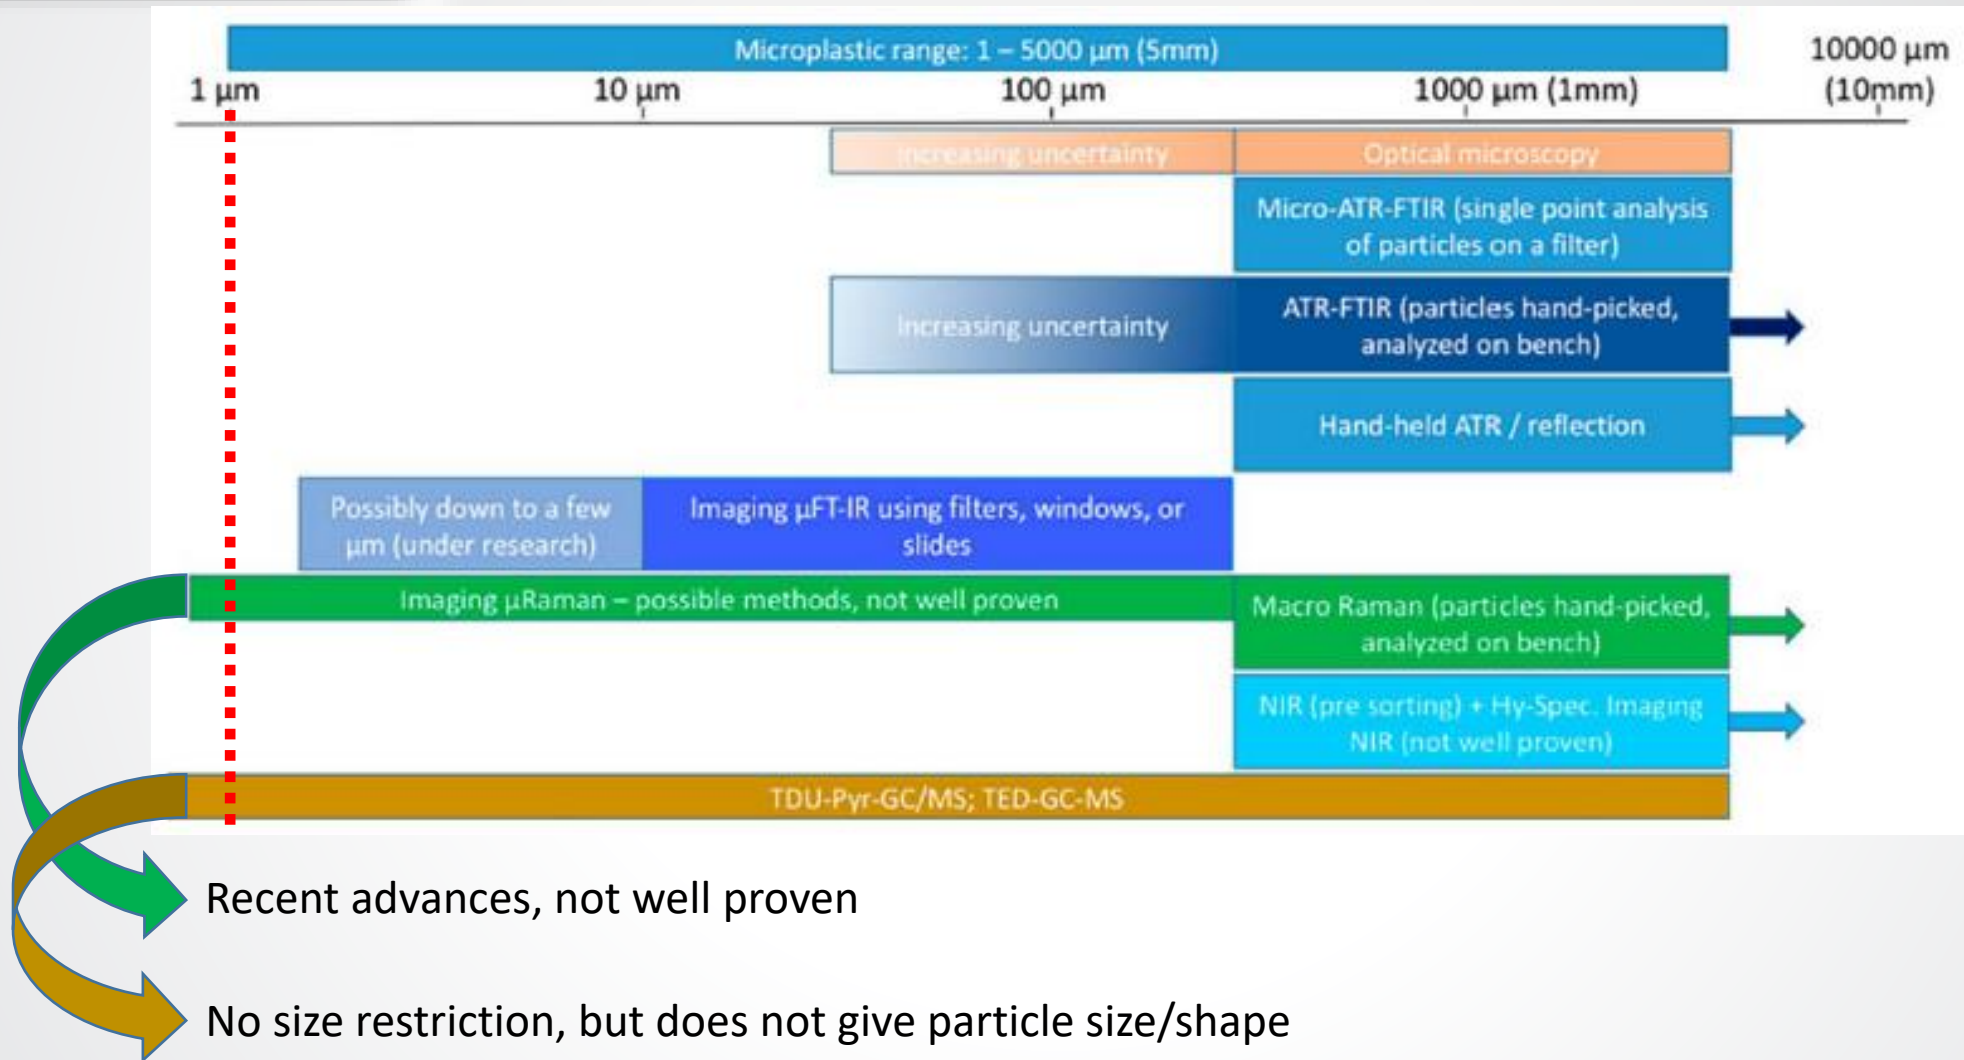 Microplastic range: 1 – 5000 µm (5mm)
1 µm
10 µm
100 µm
1000 µm (1mm)
10000 µm
(10mm)
Increasing uncertainty
Optical microscopy
Micro-ATR-FTIR (single point analysis
of particles on a filter)
Increasing uncertainty
ATR-FTIR (particles hand-picked,
analyzed on bench)
Hand-held ATR / reflection
Possibly down to a few
µm (under research)
Imaging µFT-IR using filters, windows, or
slides
Imaging µRaman – possible methods, not well proven
Macro Raman (particles hand-picked,
analyzed on bench)
NIR (pre sorting) + Hy-Spec. Imaging
NIR (not well proven)
TDU-Pyr-GC/MS; TED-GC-MS
Recent advances, not well proven
No size restriction, but does not give particle size/shape